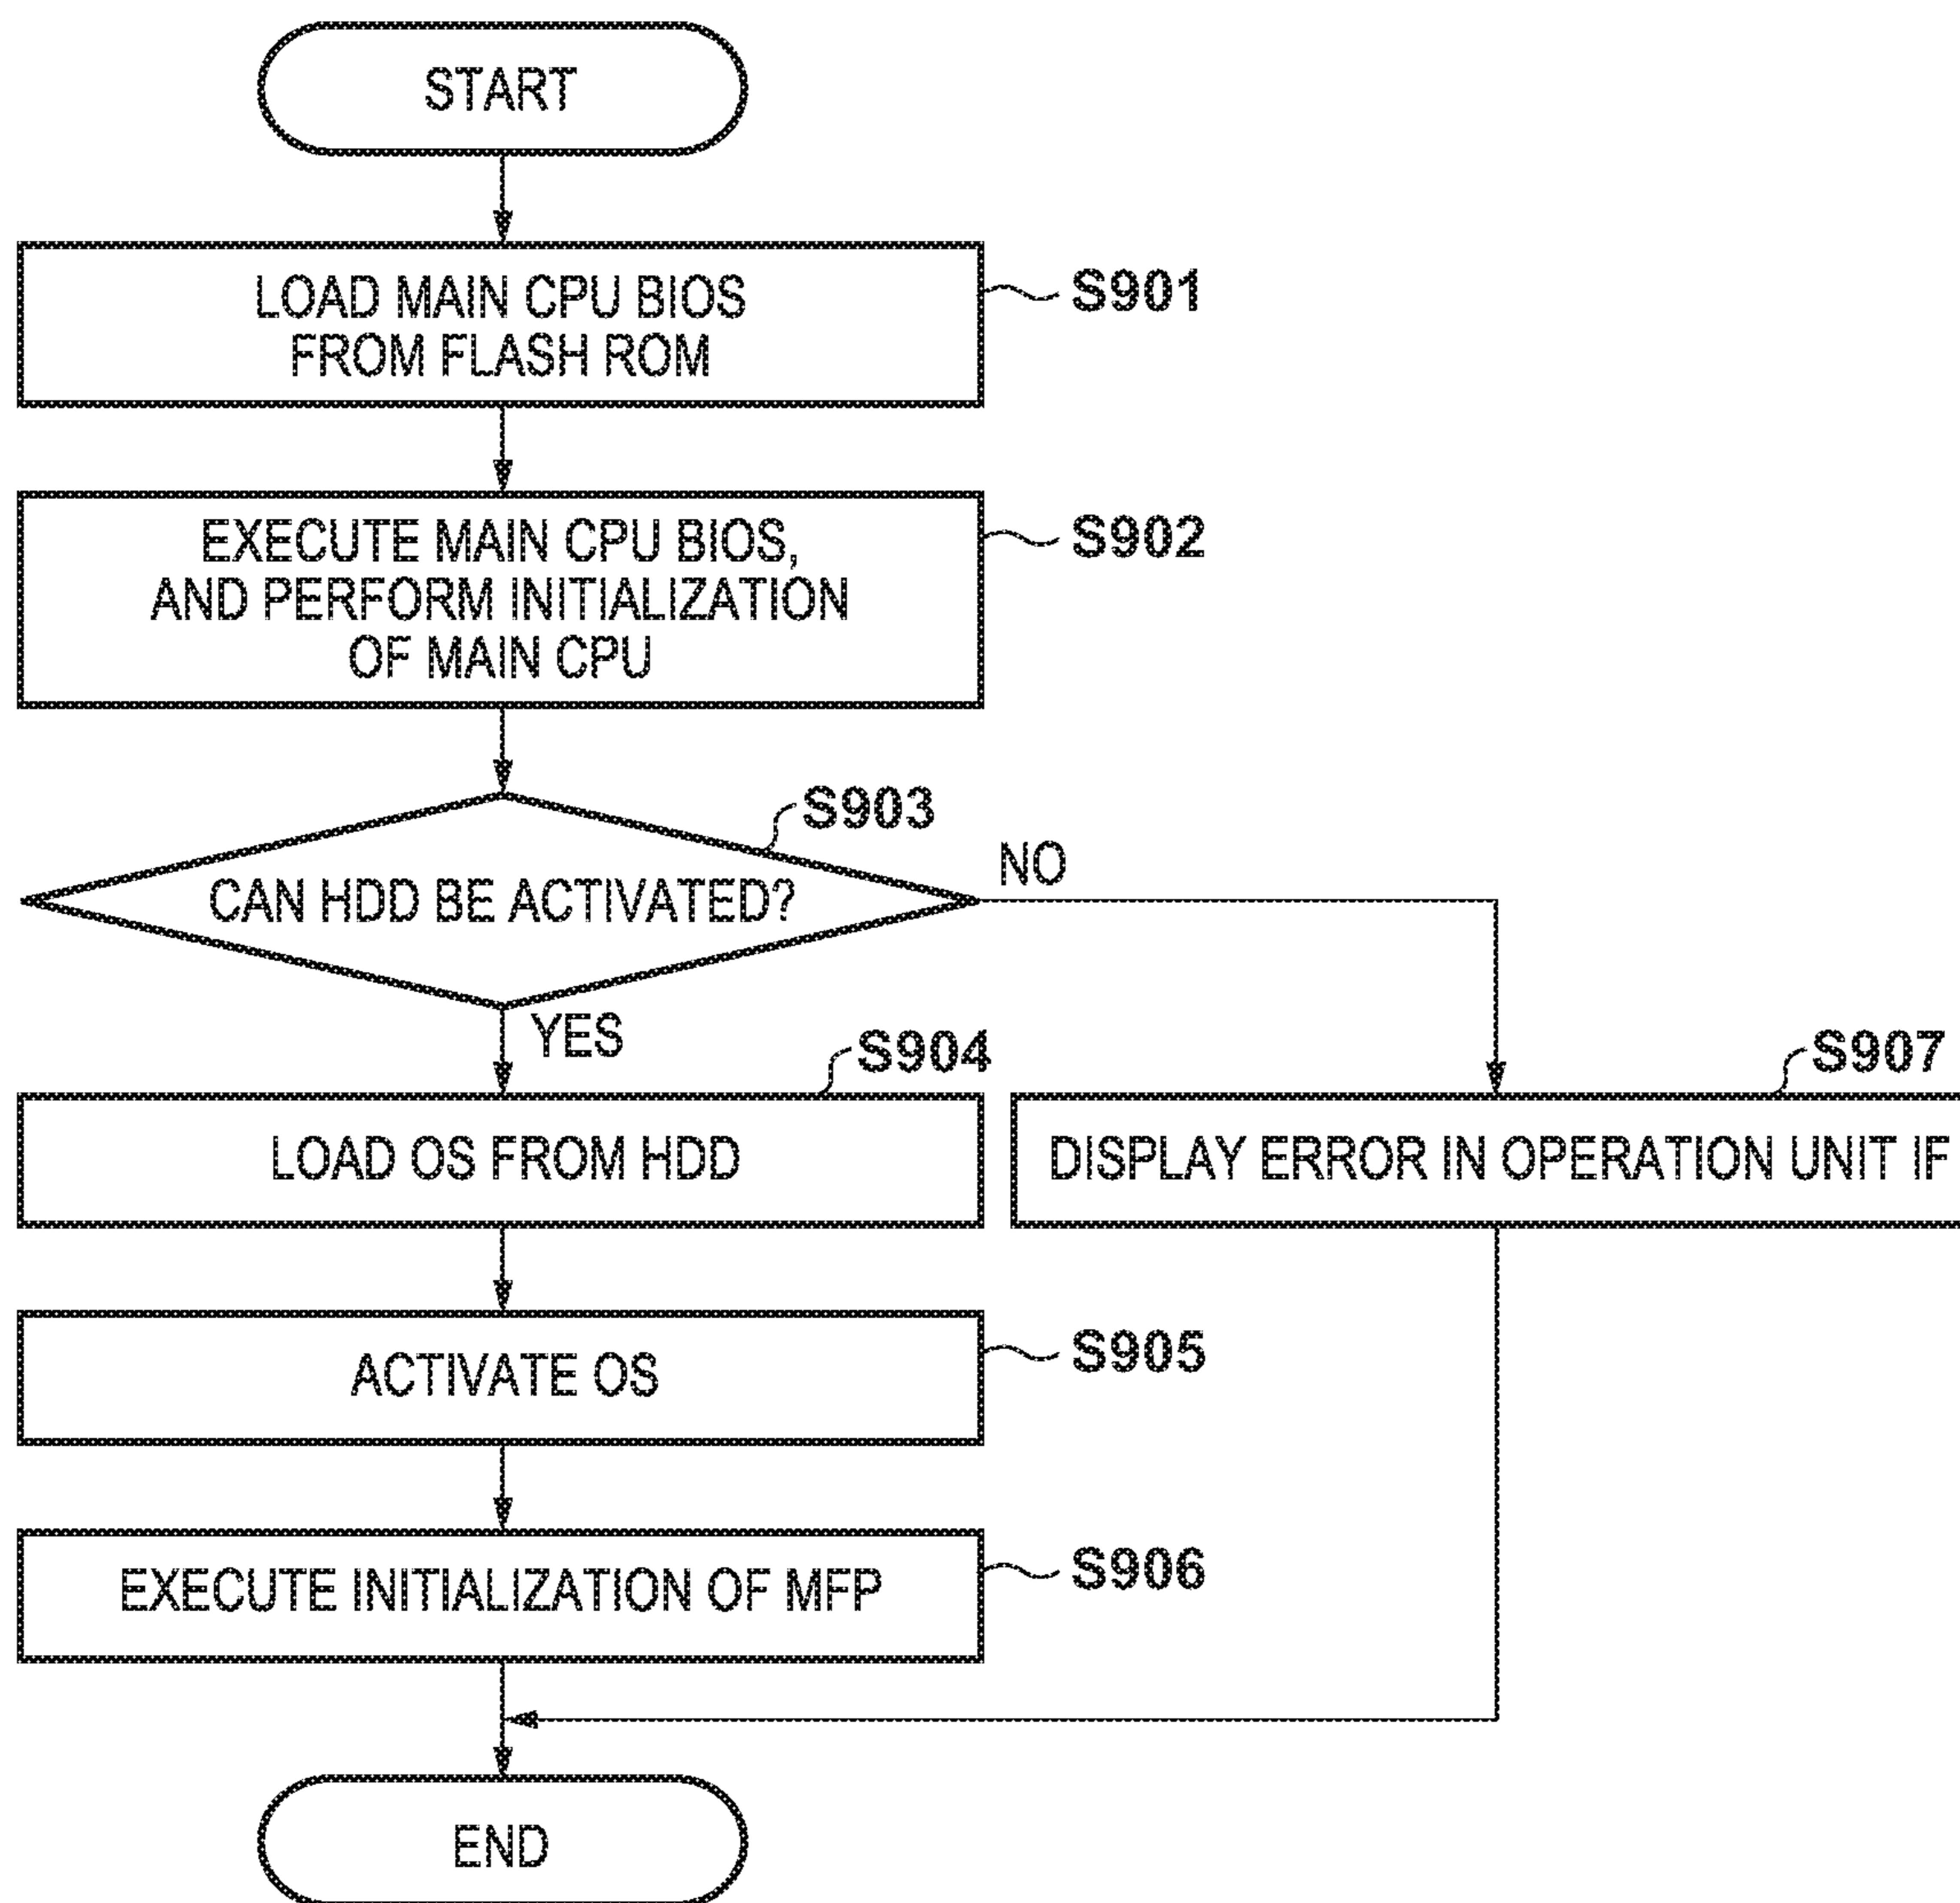 START
LOAD MAIN CPU BIOS
FROM FLASH ROM
S901
EXECUTE MAIN CPU BIOS,
AND PERFORM INITIALIZATION
OF MAIN CPU
S902
S903
CAN HDD BE ACTIVATED?
NO
YES
S904
LOAD OS FROM HDD
S907
DISPLAY ERROR IN OPERATION UNIT IF
ACTIVATE OS
S905
EXECUTE INITIALIZATION OF MFP
S906
END